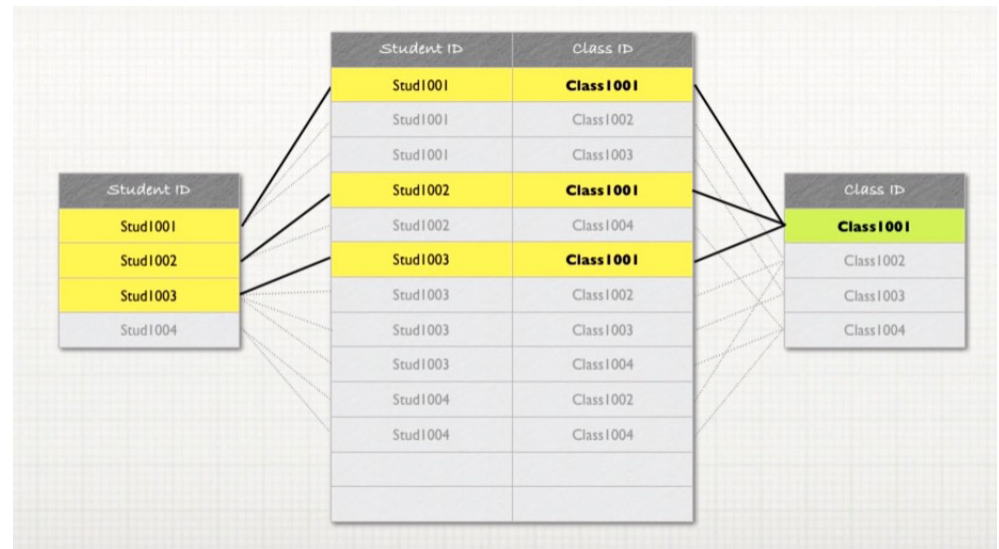 Student ID Class ID
Stud1001 Class1001
Stud1001 Class1002
Stud1001 Class1003
Stud1002 Class1001
Stud1002 Class1004
Stud1003 Class1001
Stud1003 Class1002
Stud1003 Class1003
Stud1003 Class1004
Stud1004 Class1002
Stud1004 Class1004
Student ID
Stud1001
Stud1002
Stud1003
Stud1004
Class ID
Class1001
Class1002
Class1003
Class1004